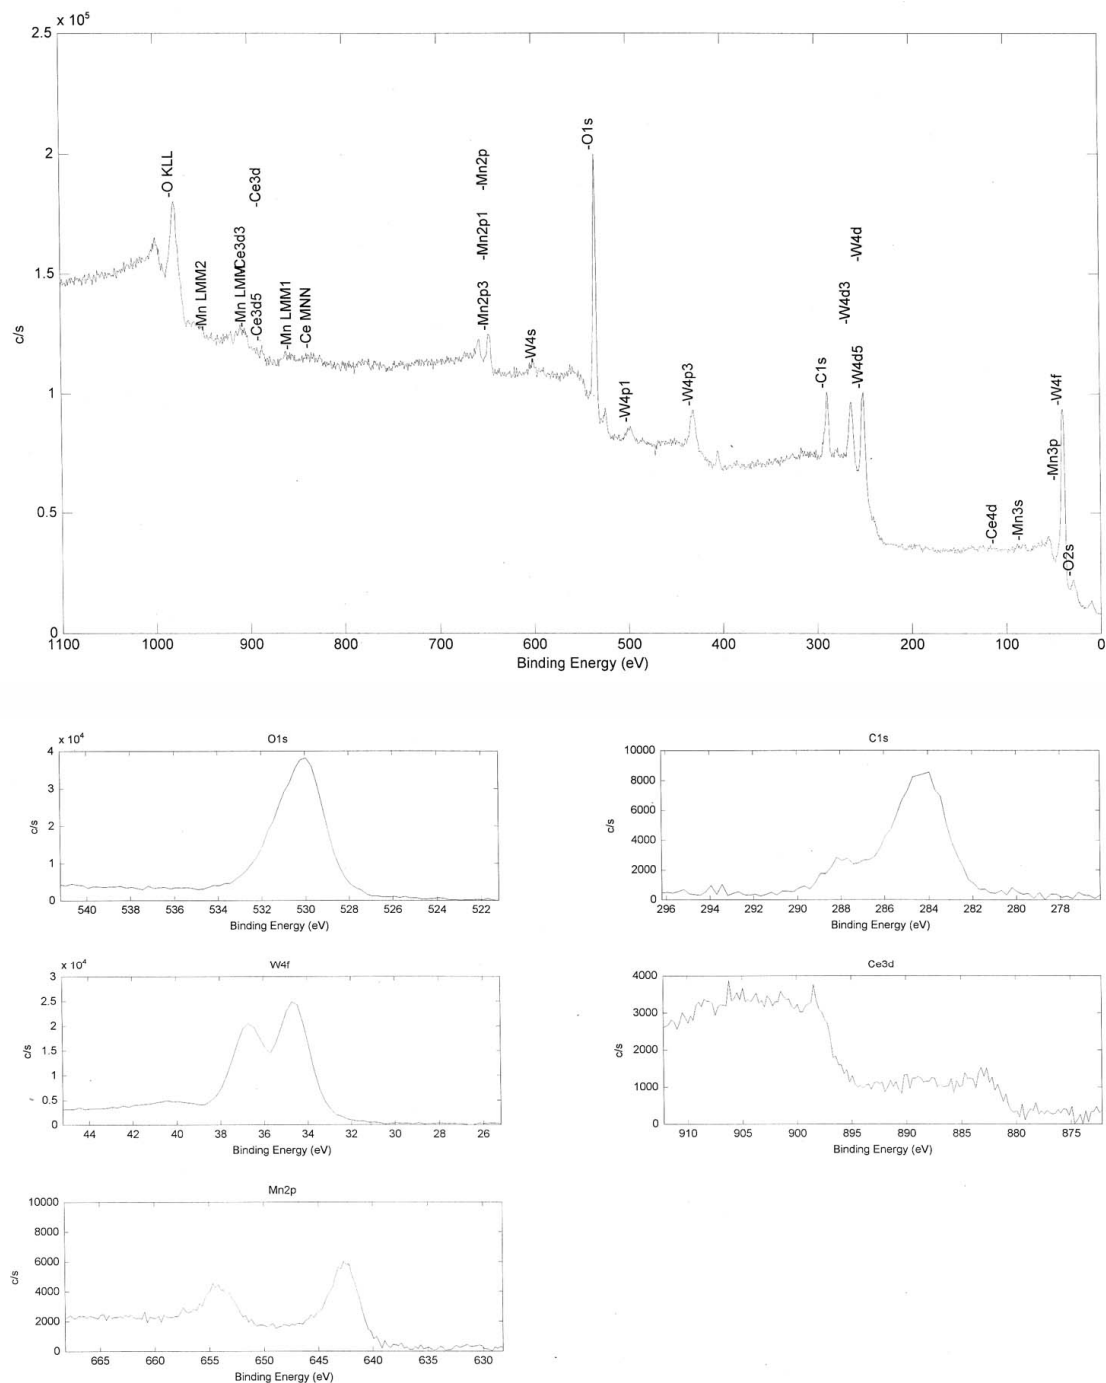 x 10⁵
2.5
2
1.5
1
0.5
0
c/s
-O KLL
Mn LMM2
Mn LMM
Ce3d3
-Ce3d5
-Ce3d
-Mn LMM1
-Ce MNN
-Mn2p3
-Mn2p1
-Mn2p
-W4s
-O1s
-W4p1
-W4p3
-C1s
-W4d3
-W4d5
-W4d
-Ce4d
-Mn3s
-Mn3p
-W4f
-O2s
1100 1000 900 800 700 600 500 400 300 200 100 0
Binding Energy (eV)
O1s
x 10⁴
4
3
2
1
0
c/s
540 538 536 534 532 530 528 526 524 522
Binding Energy (eV)
C1s
10000
8000
6000
4000
2000
0
c/s
296 294 292 290 288 286 284 282 280 278
Binding Energy (eV)
W4f
x 10⁴
3
2.5
2
1.5
1
0.5
0
c/s
44 42 40 38 36 34 32 30 28 26
Binding Energy (eV)
Ce3d
4000
3000
2000
1000
0
c/s
910 905 900 895 890 885 880 875
Binding Energy (eV)
Mn2p
10000
8000
6000
4000
2000
0
c/s
665 660 655 650 645 640 635 630
Binding Energy (eV)